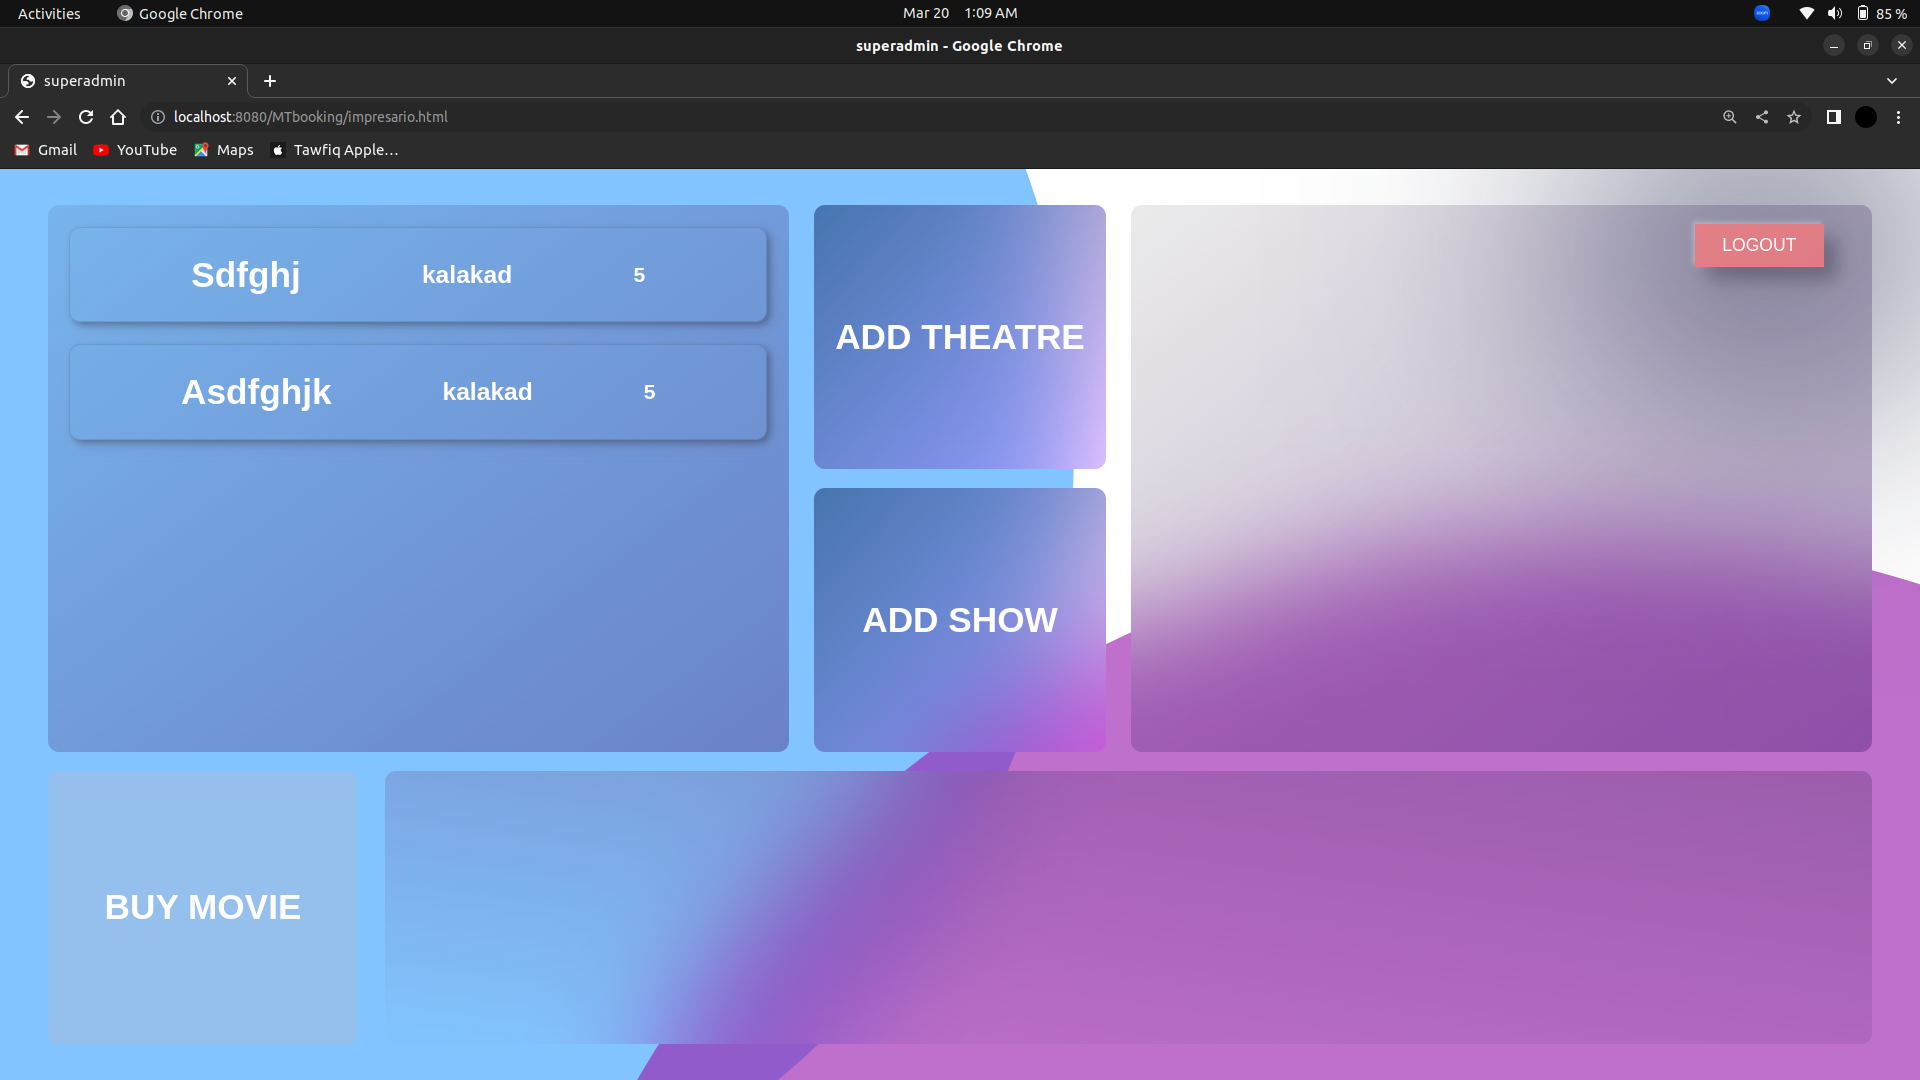 Activities Google Chrome Mar 20 1:09 AM zoom 85 %
superadmin - Google Chrome
superadmin
localhost:8080/MTbooking/impresario.html
Gmail YouTube Maps Tawfiq Apple...
Sdfghj kalakad 5
Asdfghjk kalakad 5
ADD THEATRE
ADD SHOW
LOGOUT
BUY MOVIE